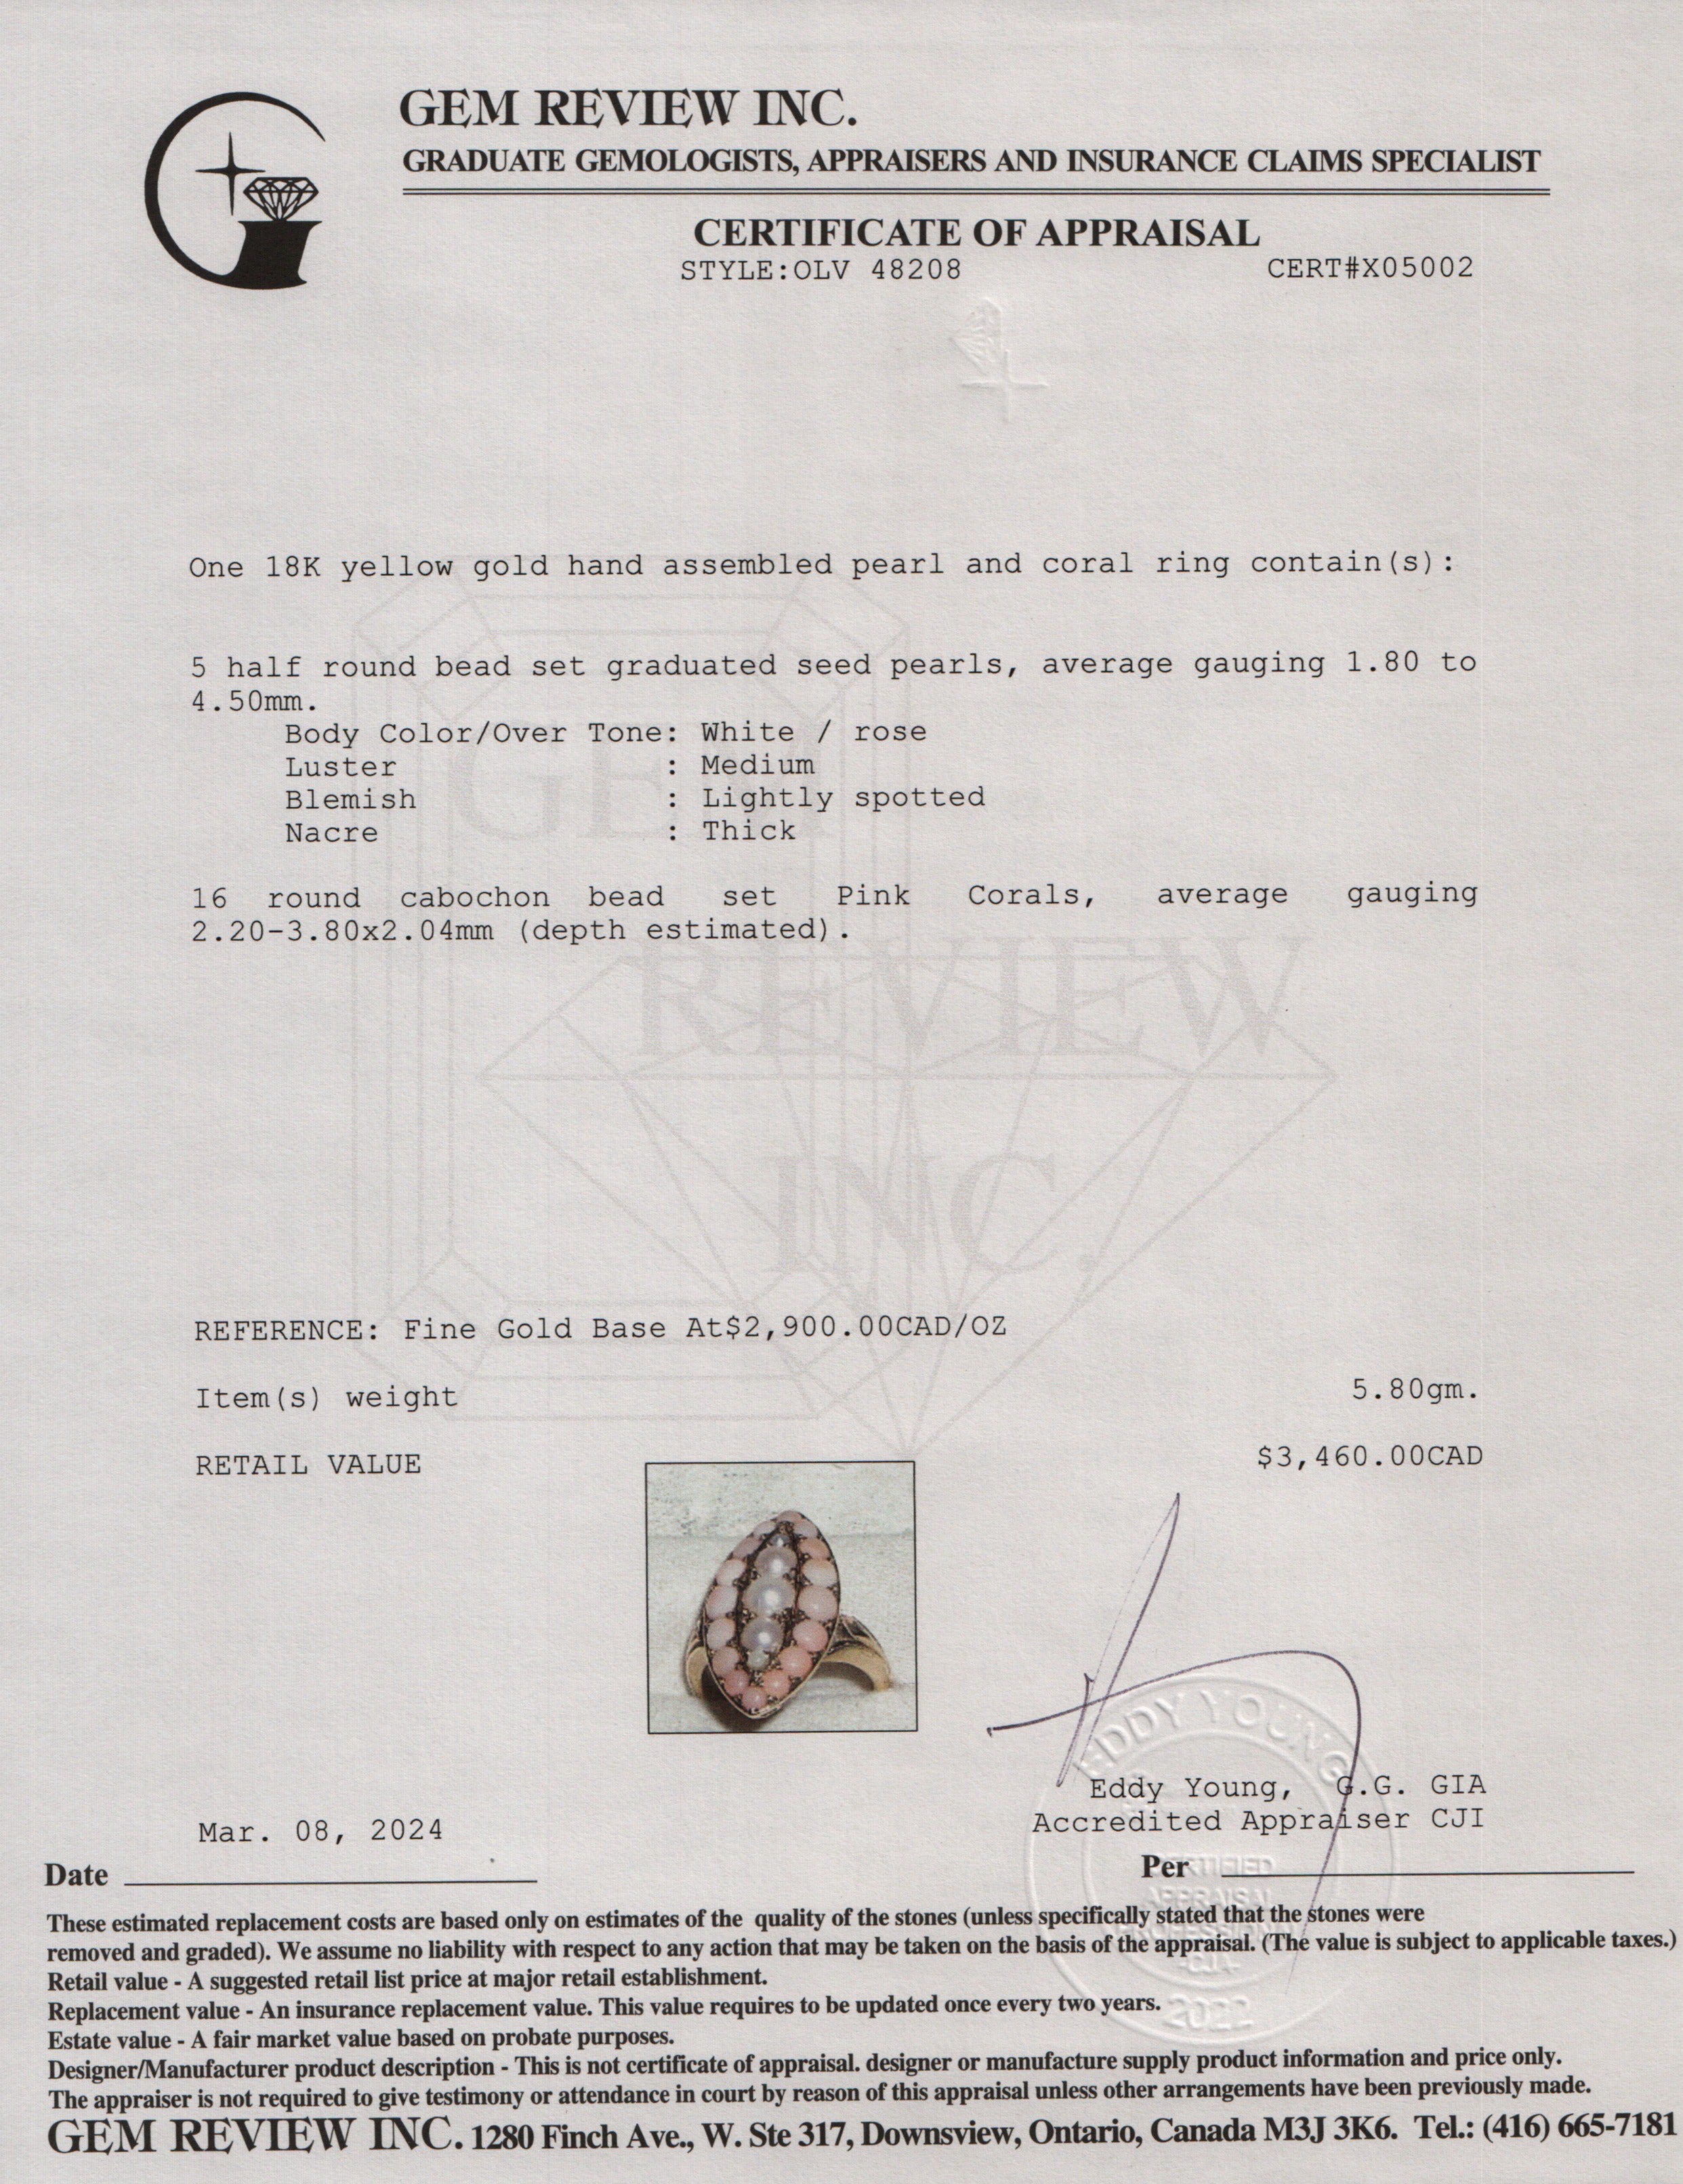 GEM REVIEW INC.
GRADUATE GEMOLOGISTS, APPRAISERS AND INSURANCE CLAIMS SPECIALIST
CERTIFICATE OF APPRAISAL
STYLE:OLV 48208 CERT#X05002
One 18K yellow gold hand assembled pearl and coral ring contain(s):
5 half round bead set graduated seed pearls, average gauging 1.80 to
4.50mm.
Body Color/Over Tone: White / rose
Luster : Medium
Blemish : Lightly spotted
Nacre : Thick
16 round cabochon bead set Pink Corals, average gauging
2.20-3.80x2.04mm (depth estimated).
GEM
REVIEW
INC.
REFERENCE: Fine Gold Base At$2,900.00CAD/OZ
Item(s) weight 5.80gm.
RETAIL VALUE $3,460.00CAD
EDDY YOUNG
Eddy Young, G.G. GIA
Accredited Appraiser CJI
Mar. 08, 2024
Date
Per
CERTIFIED
APPRAISAL
PROFESSIONAL
-CJA-
2022
These estimated replacement costs are based only on estimates of the quality of the stones (unless specifically stated that the stones were
removed and graded). We assume no liability with respect to any action that may be taken on the basis of the appraisal. (The value is subject to applicable taxes.)
Retail value - A suggested retail list price at major retail establishment.
Replacement value - An insurance replacement value. This value requires to be updated once every two years.
Estate value - A fair market value based on probate purposes.
Designer/Manufacturer product description - This is not certificate of appraisal. designer or manufacture supply product information and price only.
The appraiser is not required to give testimony or attendance in court by reason of this appraisal unless other arrangements have been previously made.
GEM REVIEW INC. 1280 Finch Ave., W. Ste 317, Downsview, Ontario, Canada M3J 3K6. Tel.: (416) 665-7181